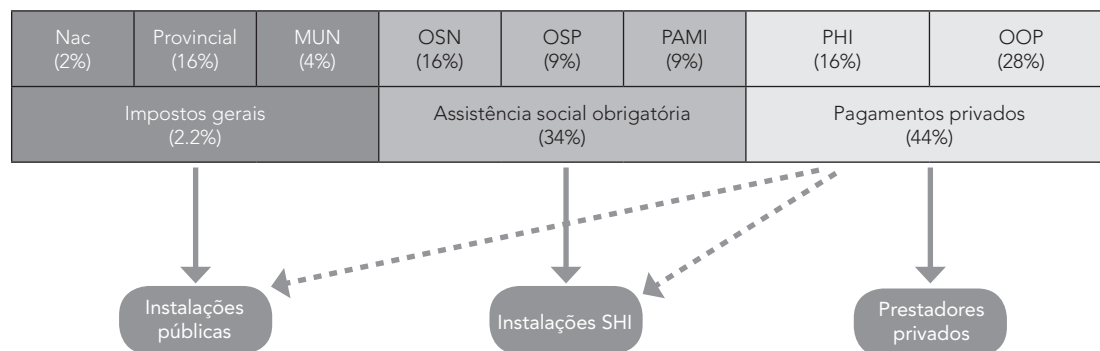 Nac
(2%)
Provincial
(16%)
MUN
(4%)
OSN
(16%)
OSP
(9%)
PAMI
(9%)
PHI
(16%)
OOP
(28%)
Impostos gerais
(2.2%)
Assistência social obrigatória
(34%)
Pagamentos privados
(44%)
Instalações
públicas
Instalações SHI
Prestadores
privados